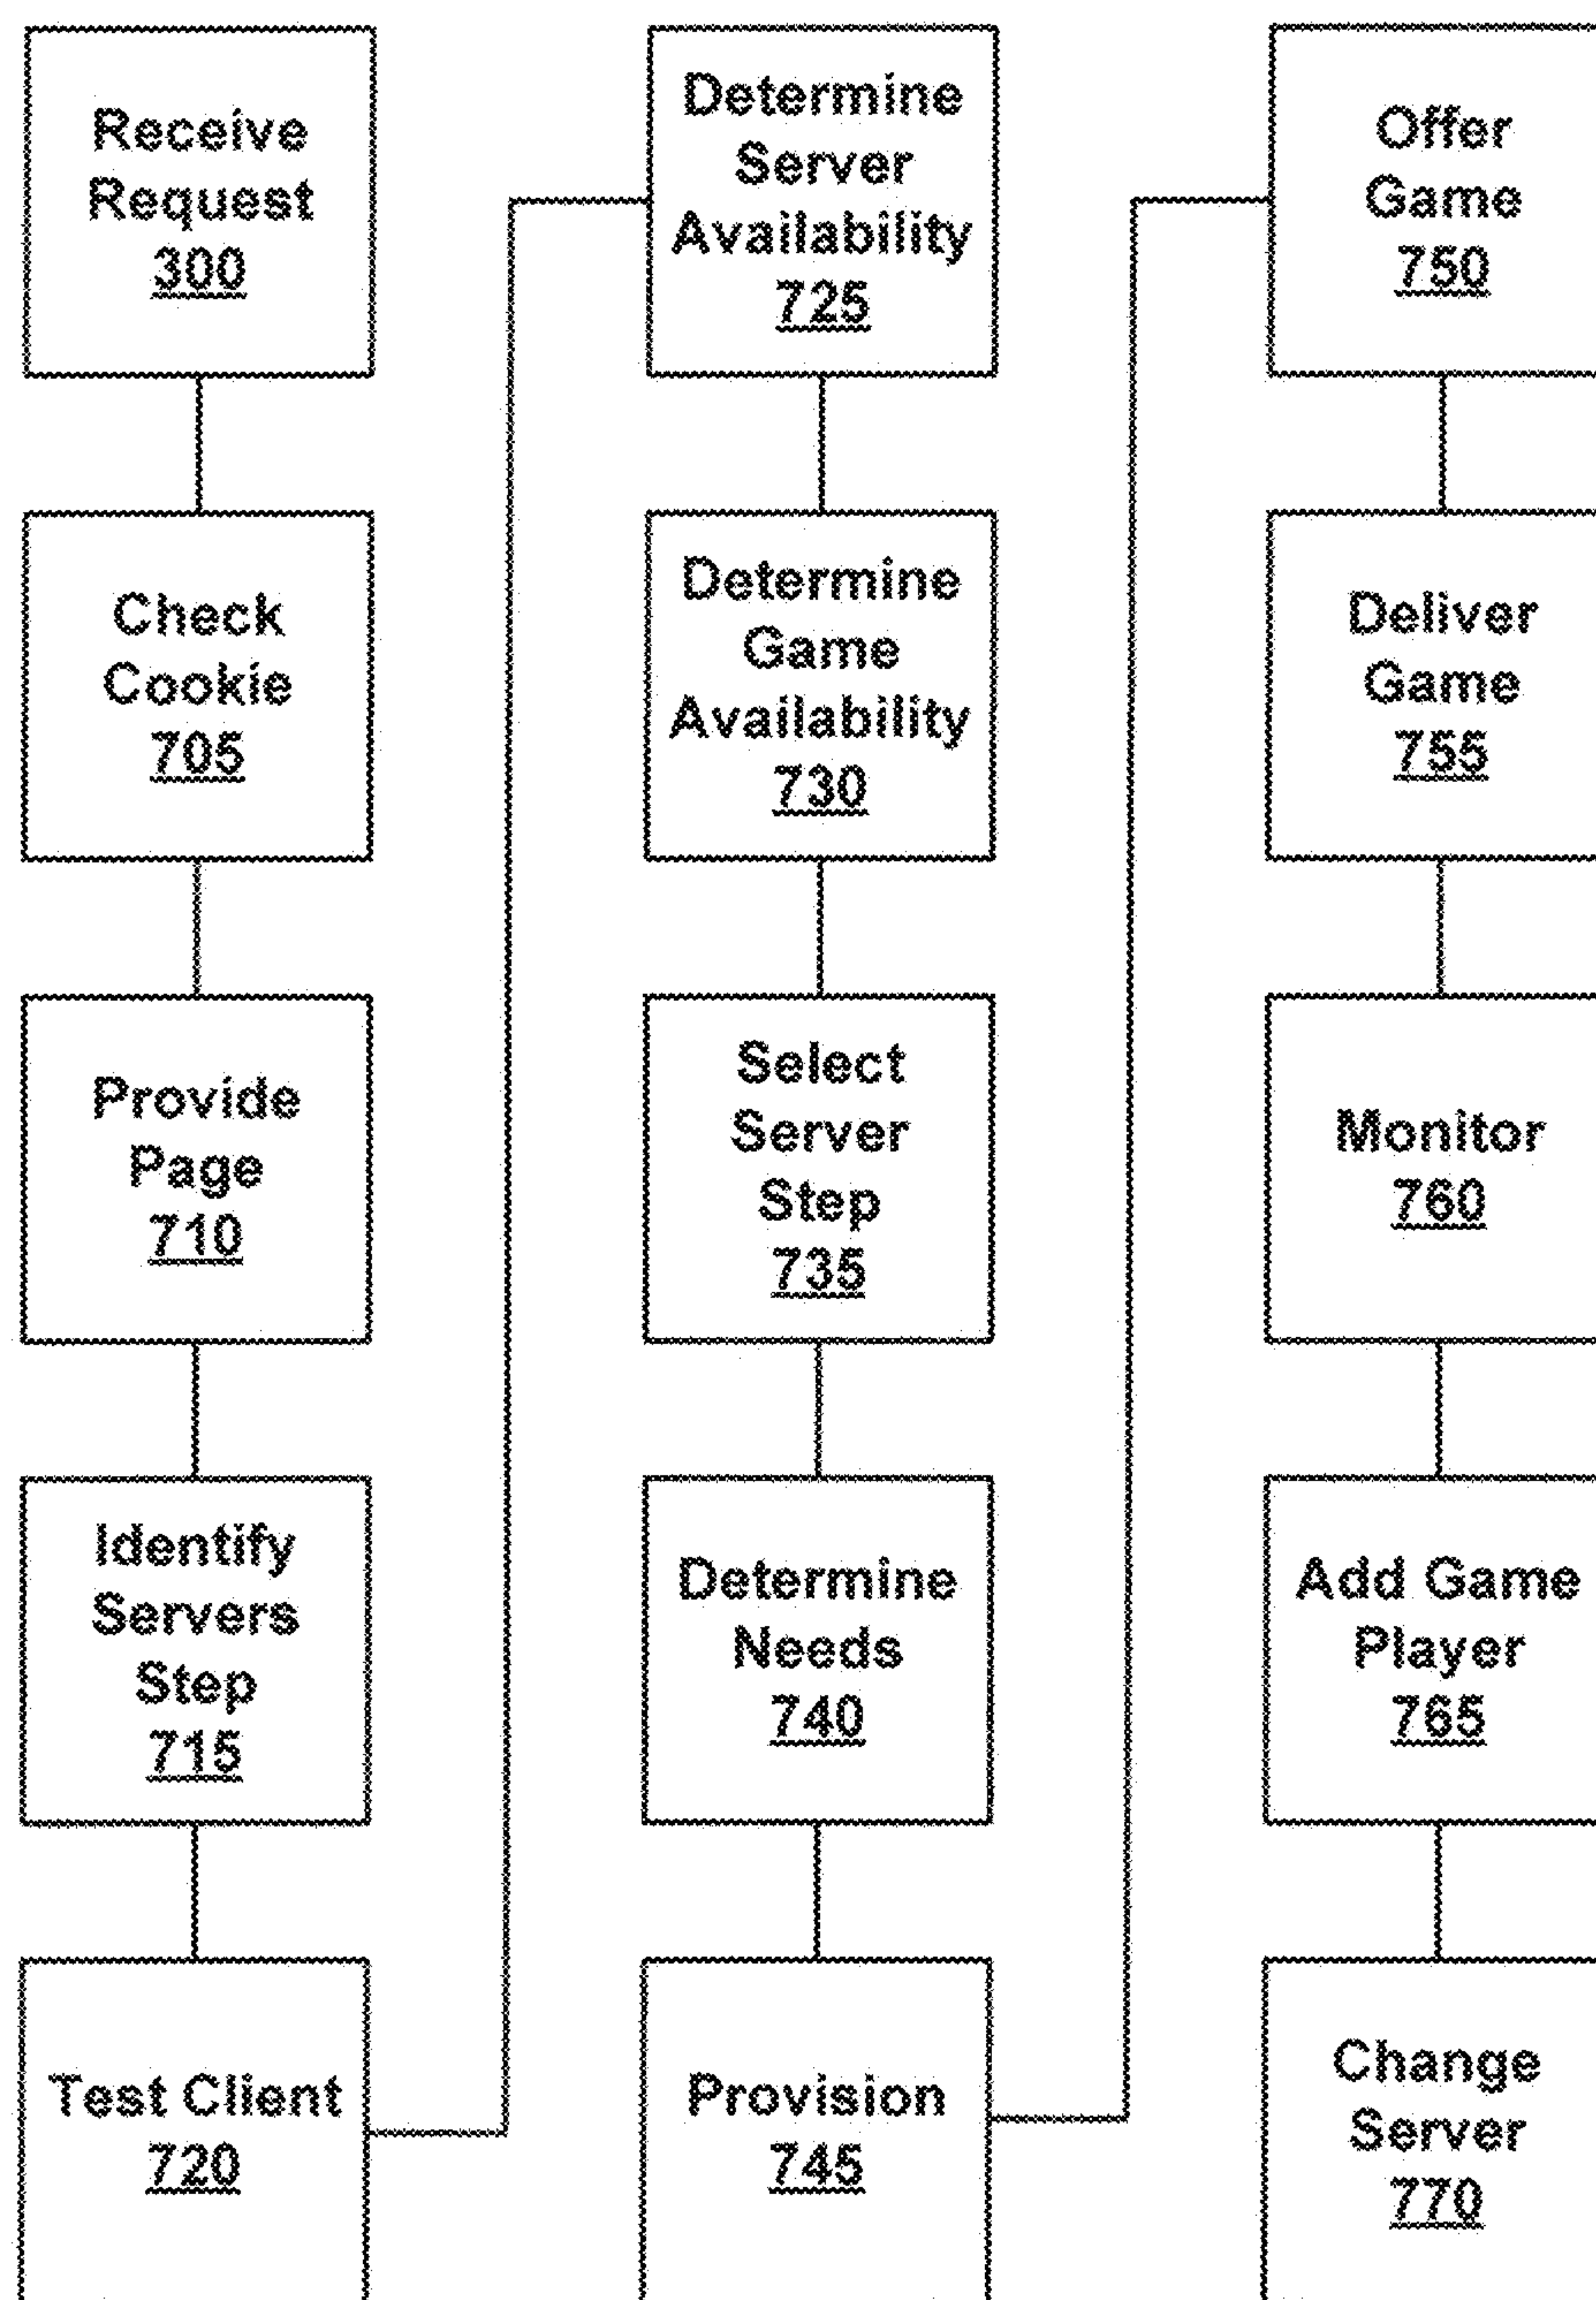 Receive
Request
300
Check
Cookie
705
Provide
Page
710
Identify
Servers
Step
715
Test Client
720
Determine
Server
Availability
725
Determine
Game
Availability
730
Select
Server
Step
735
Determine
Needs
740
Provision
745
Offer
Game
750
Deliver
Game
755
Monitor
760
Add Game
Player
765
Change
Server
770